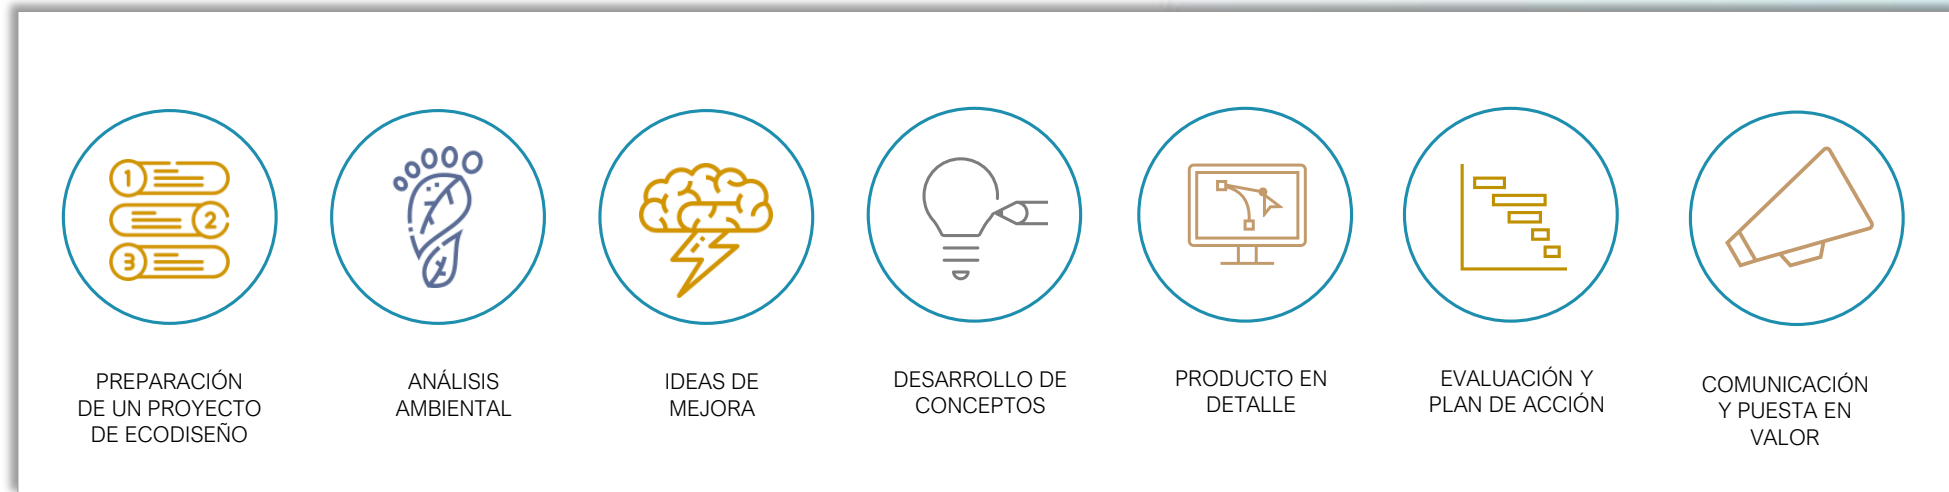 1
2
3
PREPARACIÓN
DE UN PROYECTO
DE ECODISEÑO
ANÁLISIS
AMBIENTAL
IDEAS DE
MEJORA
DESARROLLO DE
CONCEPTOS
PRODUCTO EN
DETALLE
EVALUACIÓN Y
PLAN DE ACCIÓN
COMUNICACIÓN
Y PUESTA EN
VALOR